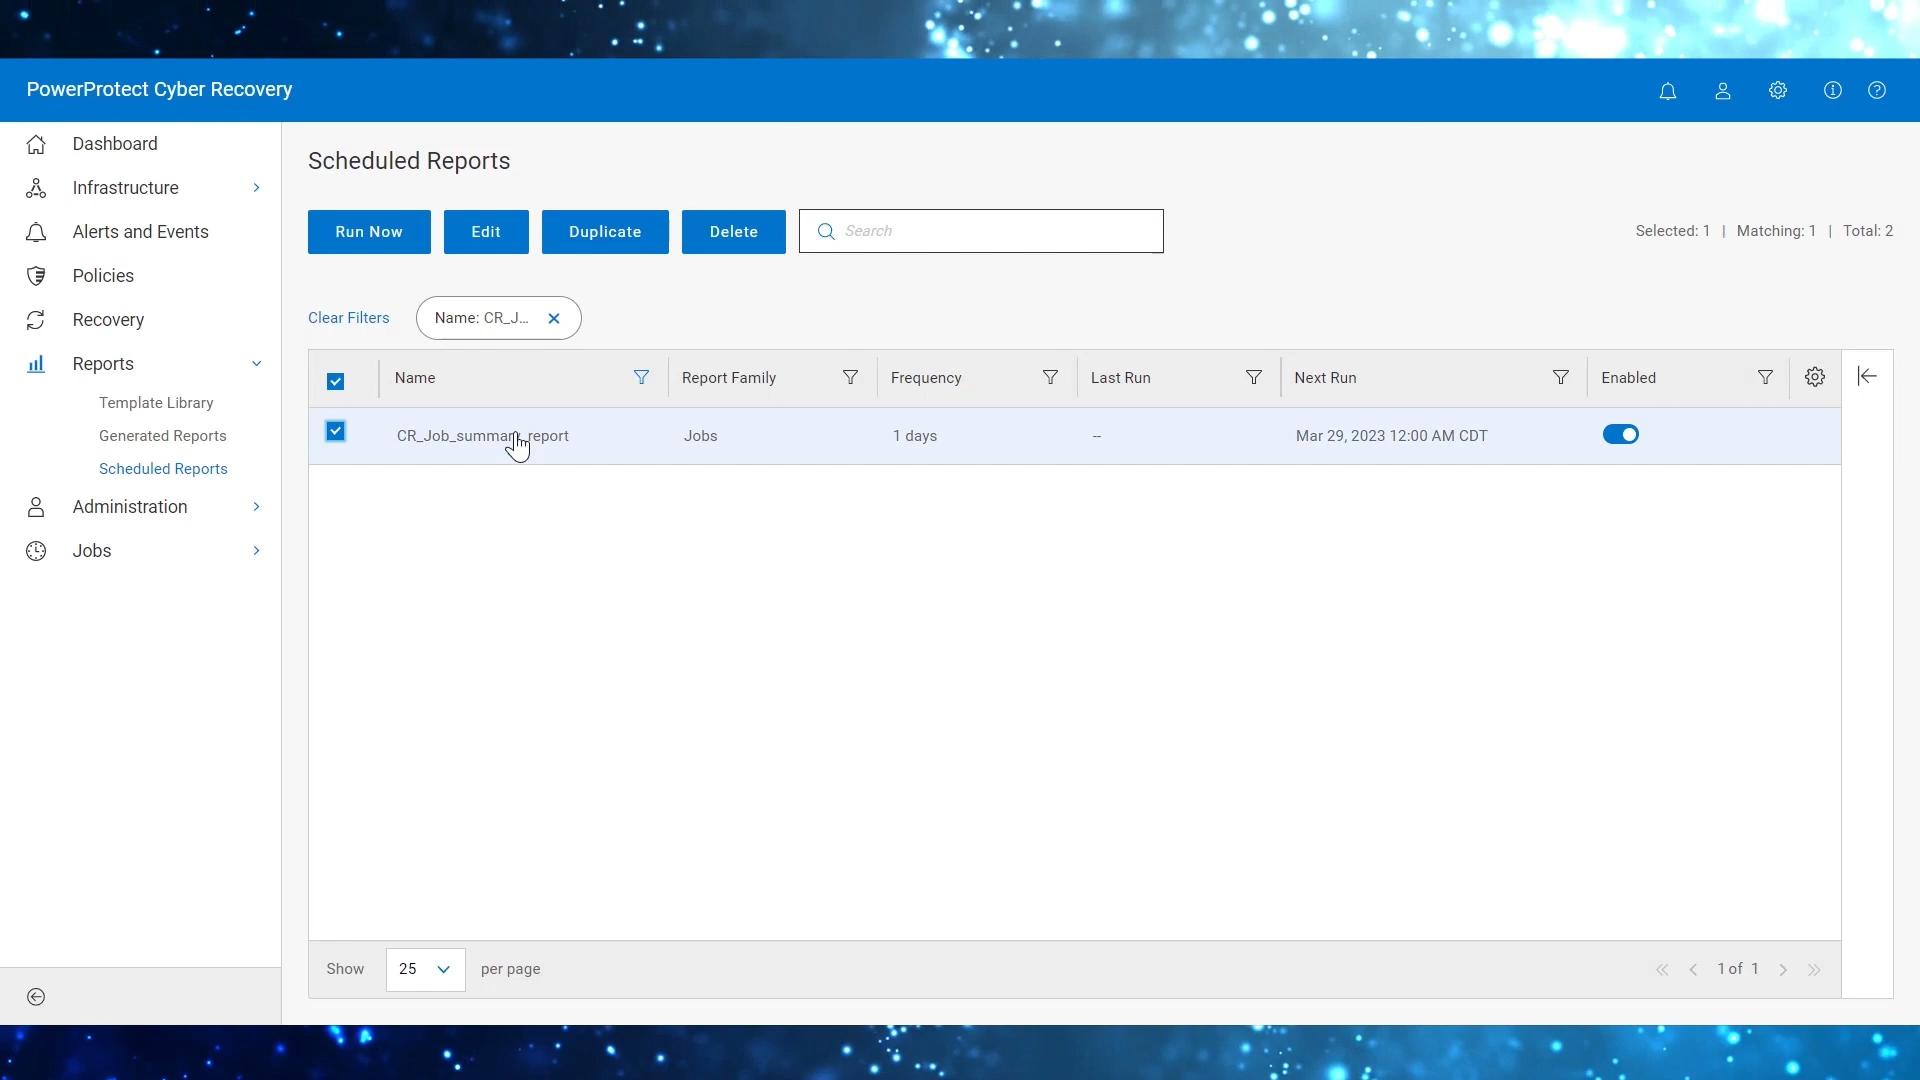 PowerProtect Cyber Recovery
Dashboard
Infrastructure
Alerts and Events
Policies
Recovery
Reports
Template Library
Generated Reports
Scheduled Reports
Administration
Jobs
Scheduled Reports
Run Now Edit Duplicate Delete Search
Selected: 1 | Matching: 1 | Total: 2
Clear Filters Name: CR_J...
Name Report Family Frequency Last Run Next Run Enabled
CR_Job_summary_report Jobs 1 days -- Mar 29, 2023 12:00 AM CDT
Show 25 per page 1 of 1